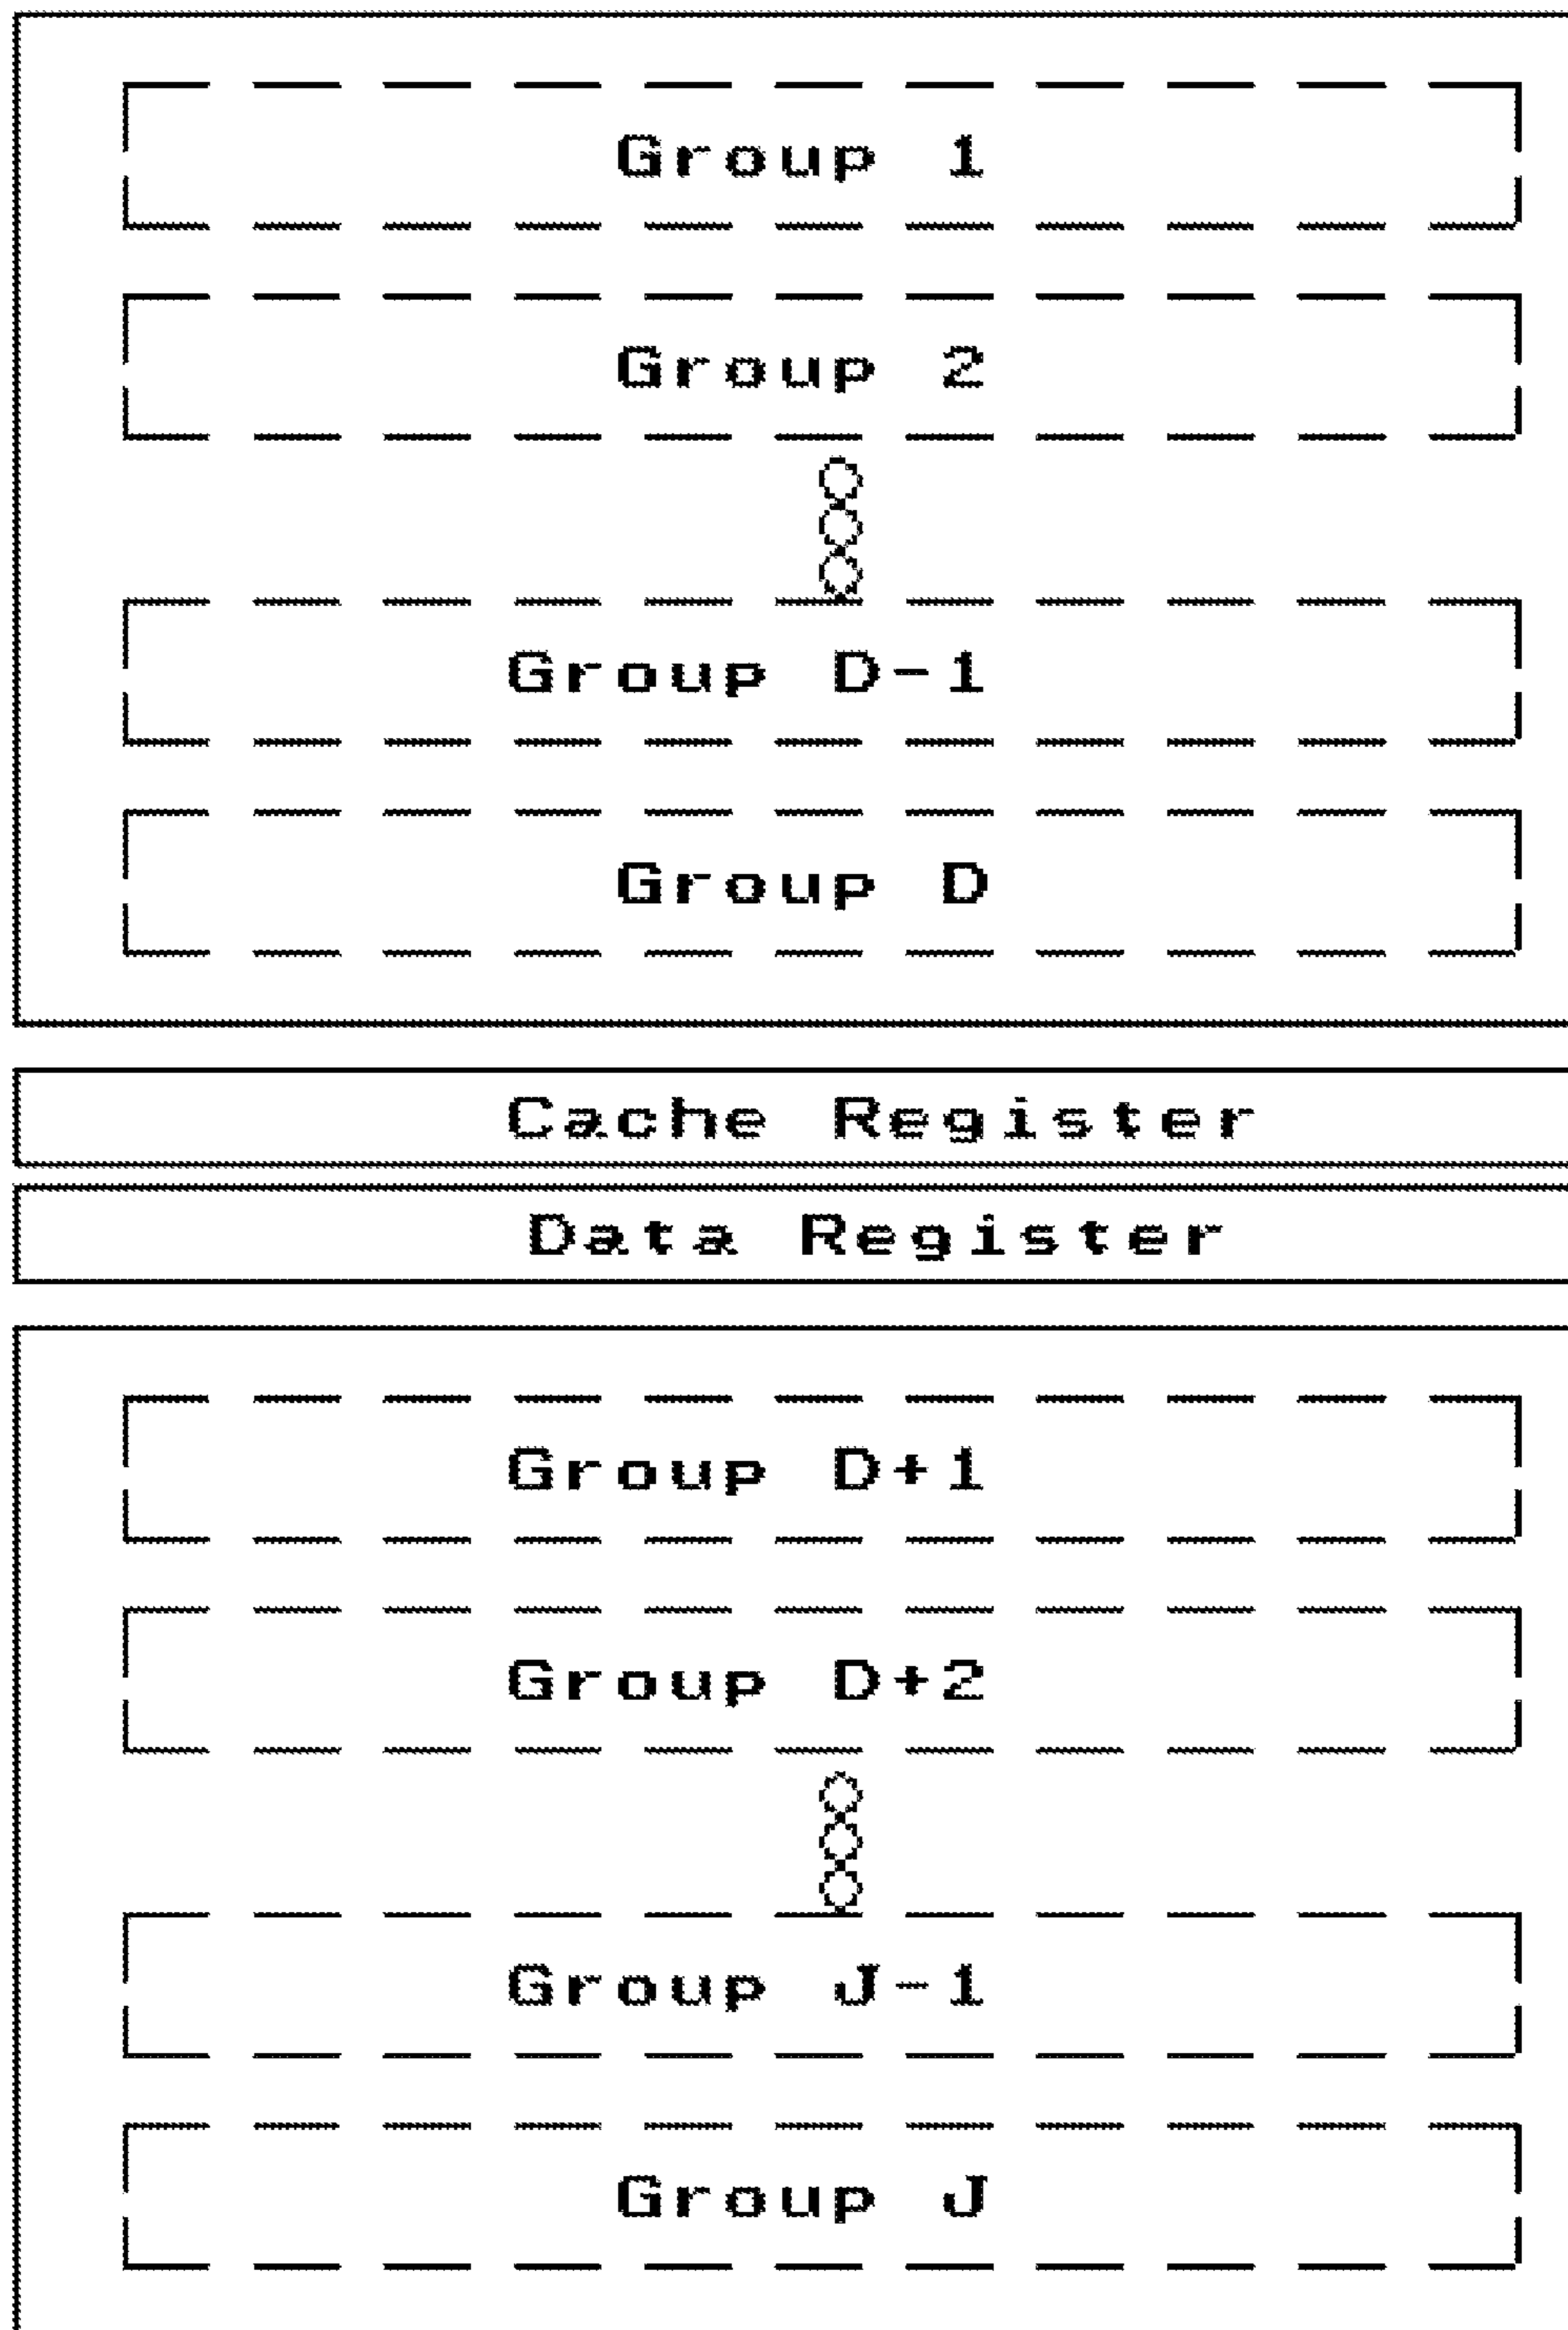 Group 1
Group 2
Group D-1
Group D
Cache Register
Data Register
Group D+1
Group D+2
Group J-1
Group J